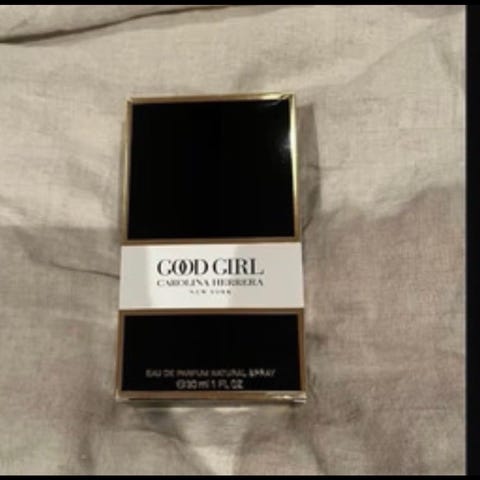 GOOD GIRL
CAROLINA HERRERA
NEW YORK
EAU DE PARFUM NATURAL SPRAY
℮30 ml 1 FL OZ